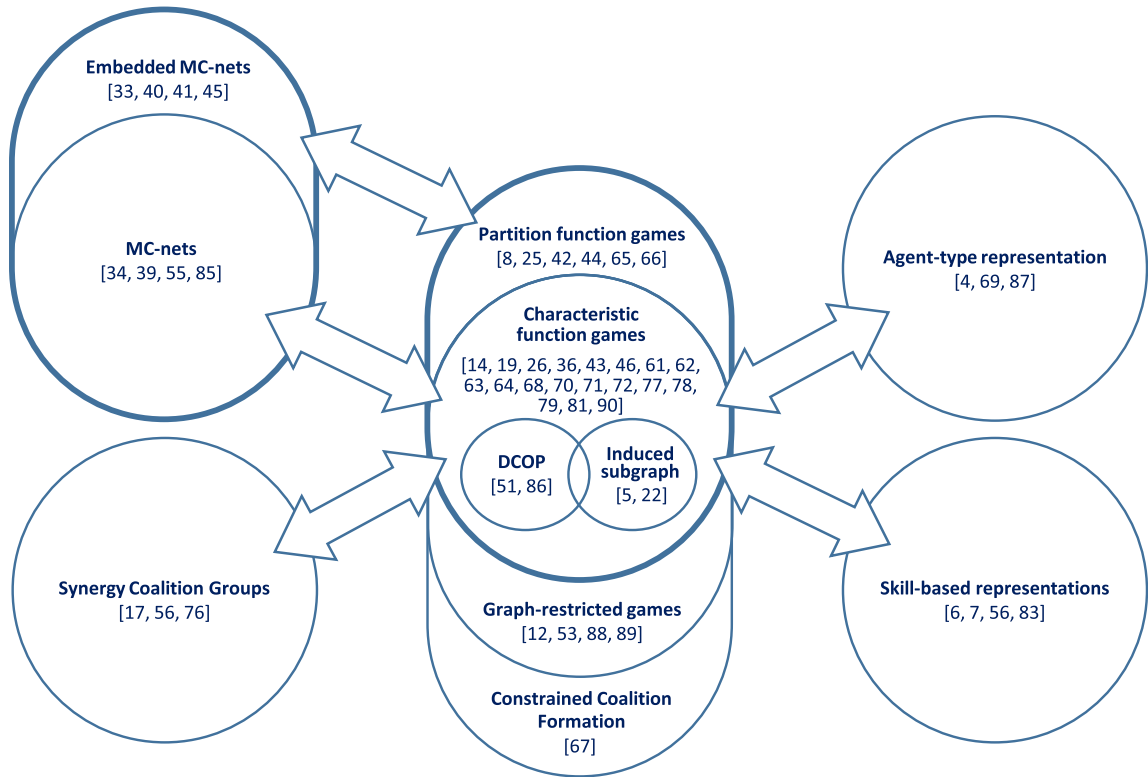 Embedded MC-nets
[33, 40, 41, 45]
MC-nets
[34, 39, 55, 85]
Synergy Coalition Groups
[17, 56, 76]
Partition function games
[8, 25, 42, 44, 65, 66]
Characteristic
function games
[14, 19, 26, 36, 43, 46, 61, 62,
63, 64, 68, 70, 71, 72, 77, 78,
79, 81, 90]
DCOP
[51, 86]
Induced
subgraph
[5, 22]
Graph-restricted games
[12, 53, 88, 89]
Constrained Coalition
Formation
[67]
Agent-type representation
[4, 69, 87]
Skill-based representations
[6, 7, 56, 83]